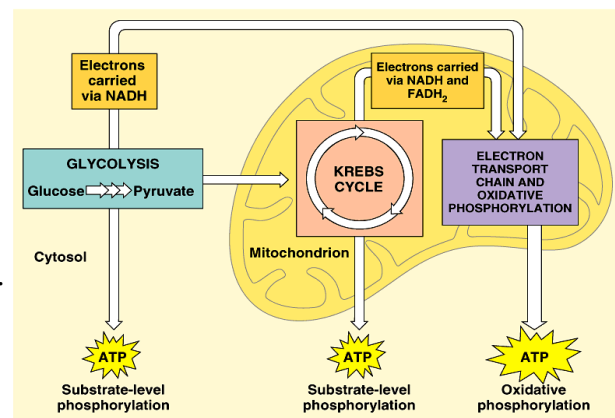 Electrons
carried
via NADH
Electrons carried
via NADH and
FADH2
GLYCOLYSIS
Glucose Pyruvate
KREBS
CYCLE
ELECTRON
TRANSPORT
CHAIN AND
OXIDATIVE
PHOSPHORYLATION
Cytosol
Mitochondrion
ATP
Substrate-level
phosphorylation
ATP
Substrate-level
phosphorylation
ATP
Oxidative
phosphorylation